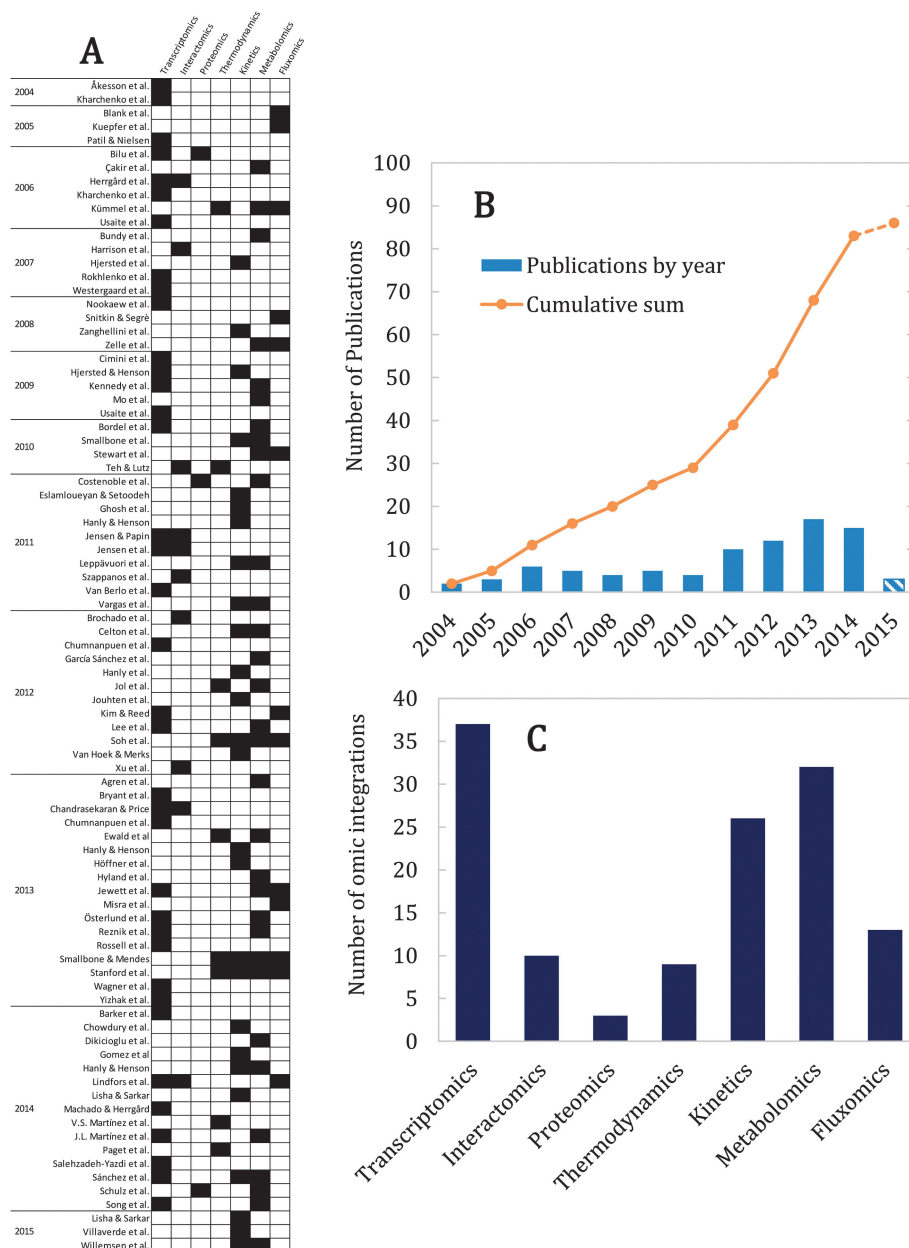 A
Transcriptomics
Interactomics
Proteomics
Thermodynamics
Kinetics
Metabolomics
Fluxomics
2004
Åkesson et al.
Kharchenko et al.
2005
Blank et al.
Kuepfer et al.
Patil & Nielsen
2006
Bilu et al.
Çakir et al.
Herrgård et al.
Kharchenko et al.
Kümmel et al.
Usaite et al.
2007
Bundy et al.
Harrison et al.
Hjersted et al.
Rokhlenko et al.
Westergaard et al.
2008
Nookaew et al.
Snitkin & Segrè
Zanghellini et al.
Zelle et al.
2009
Cimini et al.
Hjersted & Henson
Kennedy et al.
Mo et al.
Usaite et al.
2010
Bordel et al.
Smallbone et al.
Stewart et al.
Teh & Lutz
2011
Costenoble et al.
Eslamloueyan & Setoodeh
Ghosh et al.
Hanly & Henson
Jensen & Papin
Jensen et al.
Leppävuori et al.
Szappanos et al.
Van Berlo et al.
Vargas et al.
2012
Brochado et al.
Celton et al.
Chumnanpuen et al.
García Sánchez et al.
Hanly et al.
Jol et al.
Jouhten et al.
Kim & Reed
Lee et al.
Soh et al.
Van Hoek & Merks
Xu et al.
2013
Agren et al.
Bryant et al.
Chandrasekaran & Price
Chumnanpuen et al.
Ewald et al
Hanly & Henson
Höffner et al.
Hyland et al.
Jewett et al.
Misra et al.
Österlund et al.
Reznik et al.
Rossell et al.
Smallbone & Mendes
Stanford et al.
Wagner et al.
Yizhak et al.
2014
Barker et al.
Chowdury et al.
Dikicioglu et al.
Gomez et al
Hanly & Henson
Lindfors et al.
Lisha & Sarkar
Machado & Herrgård
V.S. Martínez et al.
J.L. Martínez et al.
Paget et al.
Salehzadeh-Yazdi et al.
Sánchez et al.
Schulz et al.
Song et al.
2015
Lisha & Sarkar
Villaverde et al.
Willemsen et al.
B
Number of Publications
100
90
80
70
60
50
40
30
20
10
0
Publications by year
Cumulative sum
2004
2005
2006
2007
2008
2009
2010
2011
2012
2013
2014
2015
C
Number of omic integrations
40
35
30
25
20
15
10
5
0
Transcriptomics
Interactomics
Proteomics
Thermodynamics
Kinetics
Metabolomics
Fluxomics